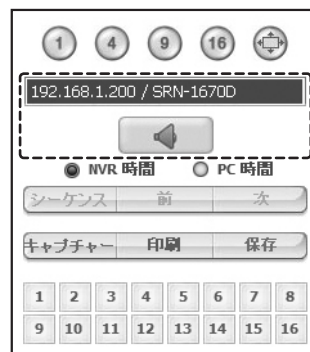 1 4 9 16
192.168.1.200 / SRN-1670D
NVR 時間 PC 時間
シーケンス 前 次
キャプチャー 印刷 保存
1 2 3 4 5 6 7 8
9 10 11 12 13 14 15 16